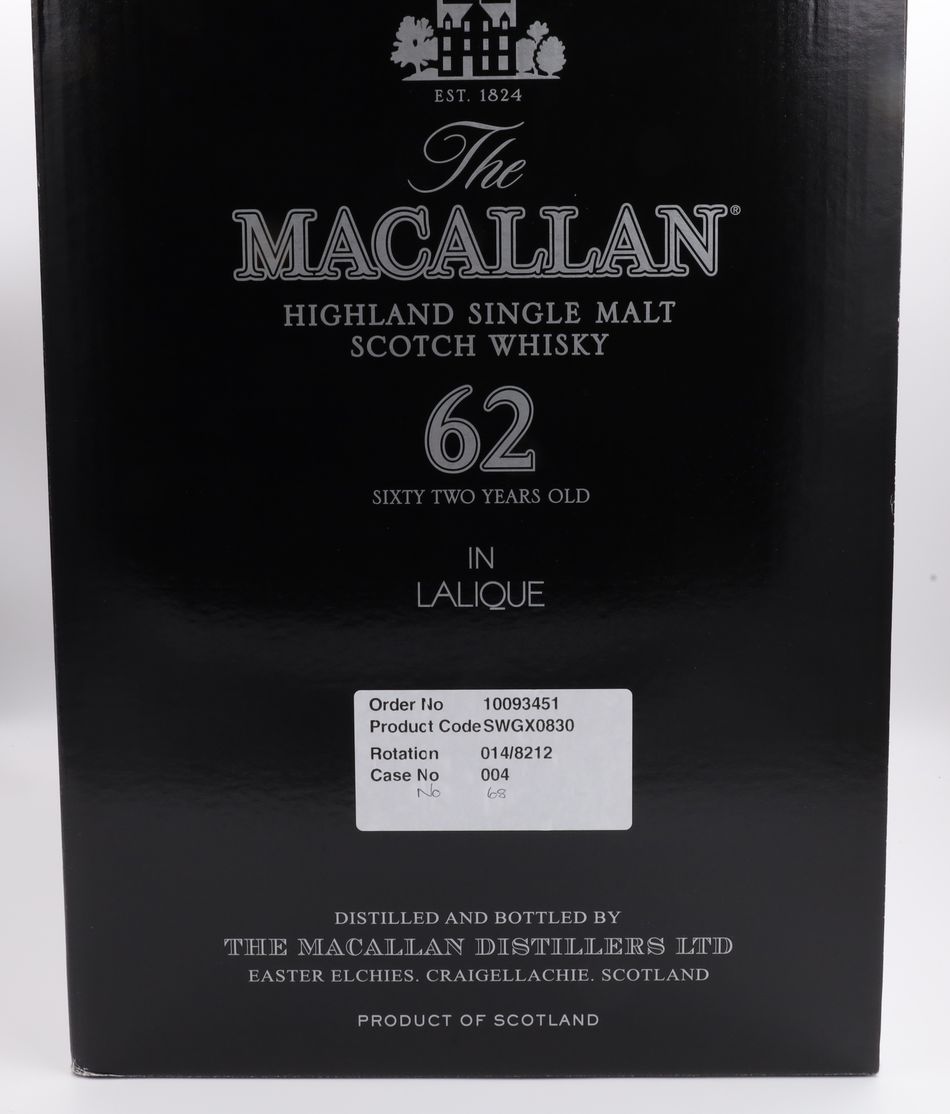 EST. 1824
The
MACALLAN®
HIGHLAND SINGLE MALT
SCOTCH WHISKY
62
SIXTY TWO YEARS OLD
IN
LALIQUE
Order No 10093451
Product Code SWGX0830
Rotation 014/8212
Case No 004
No 68
DISTILLED AND BOTTLED BY
THE MACALLAN DISTILLERS LTD
EASTER ELCHIES. CRAIGELLACHIE. SCOTLAND
PRODUCT OF SCOTLAND